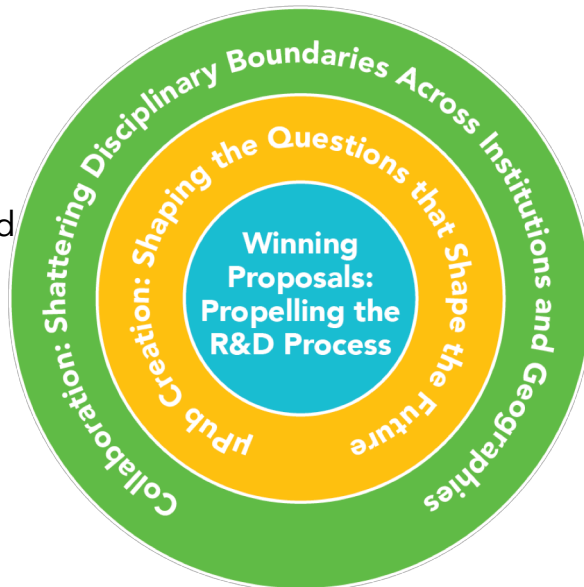 Collaboration: Shattering Disciplinary Boundaries Across Institutions and Geographies
µPub Creation: Shaping the Questions that Shape the Future
Winning
Proposals:
Propelling the
R&D Process
d